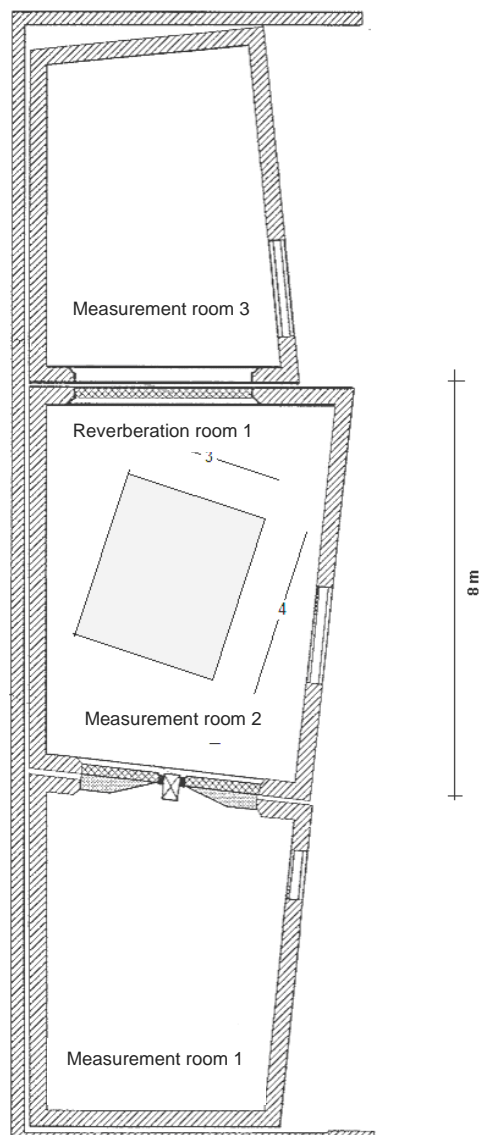 Measurement room 3
Reverberation room 1
3
4
8 m
Measurement room 2
Measurement room 1